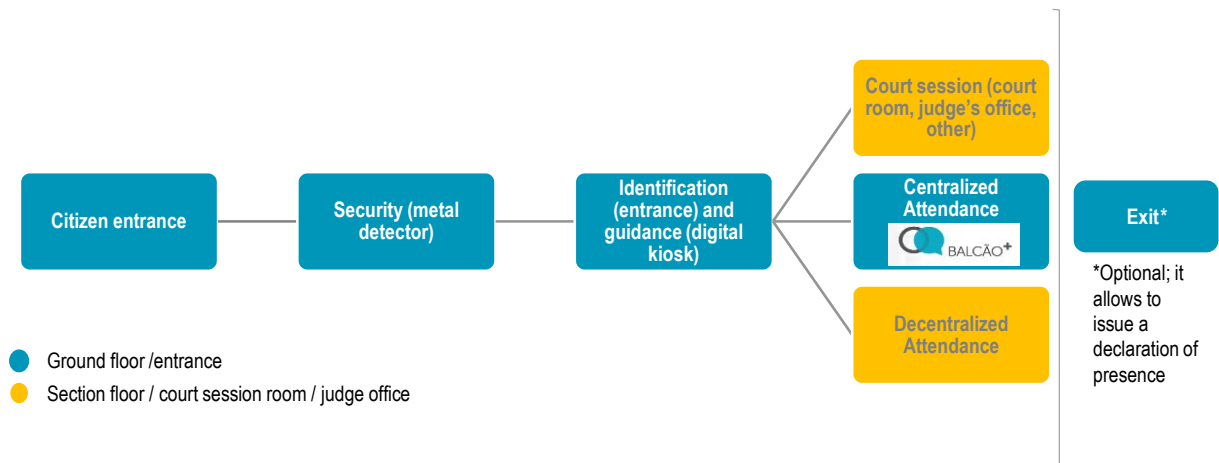 Citizen entrance
Security (metal
detector)
Identification
(entrance) and
guidance (digital
kiosk)
Court session (court
room, judge’s office,
other)
Centralized
Attendance
BALCÃO+
Decentralized
Attendance
Exit*
*Optional; it
allows to
issue a
declaration of
presence
Ground floor /entrance
Section floor / court session room / judge office